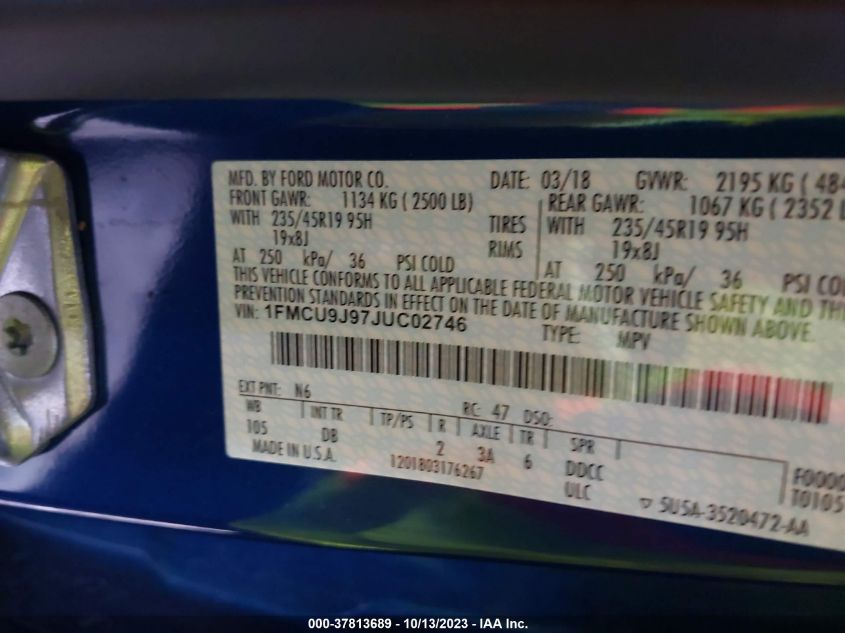 MFD. BY FORD MOTOR CO. DATE: 03/18 GVWR: 2195 KG ( 484
FRONT GAWR: 1134 KG ( 2500 LB) REAR GAWR: 1067 KG ( 2352 L
WITH 235/45R19 95H TIRES WITH 235/45R19 95H
19x8J RIMS 19x8J
AT 250 kPa/ 36 PSI COLD AT 250 kPa/ 36 PSI COL
THIS VEHICLE CONFORMS TO ALL APPLICABLE FEDERAL MOTOR VEHICLE SAFETY AND THE
PREVENTION STANDARDS IN EFFECT ON THE DATE OF MANUFACTURE SHOWN ABOVE.
VIN: 1FMCU9J97JUC02746 TYPE: MPV
EXT PNT: N6 RC: 47 DSO:
WB INT TR TP/PS R AXLE TR SPR
105 DB 2 3A 6 DDCC F0000
MADE IN U.S.A. 1201803176267 ULC T0105
5U5A-3520472-AA
000-37813689 - 10/13/2023 - IAA Inc.